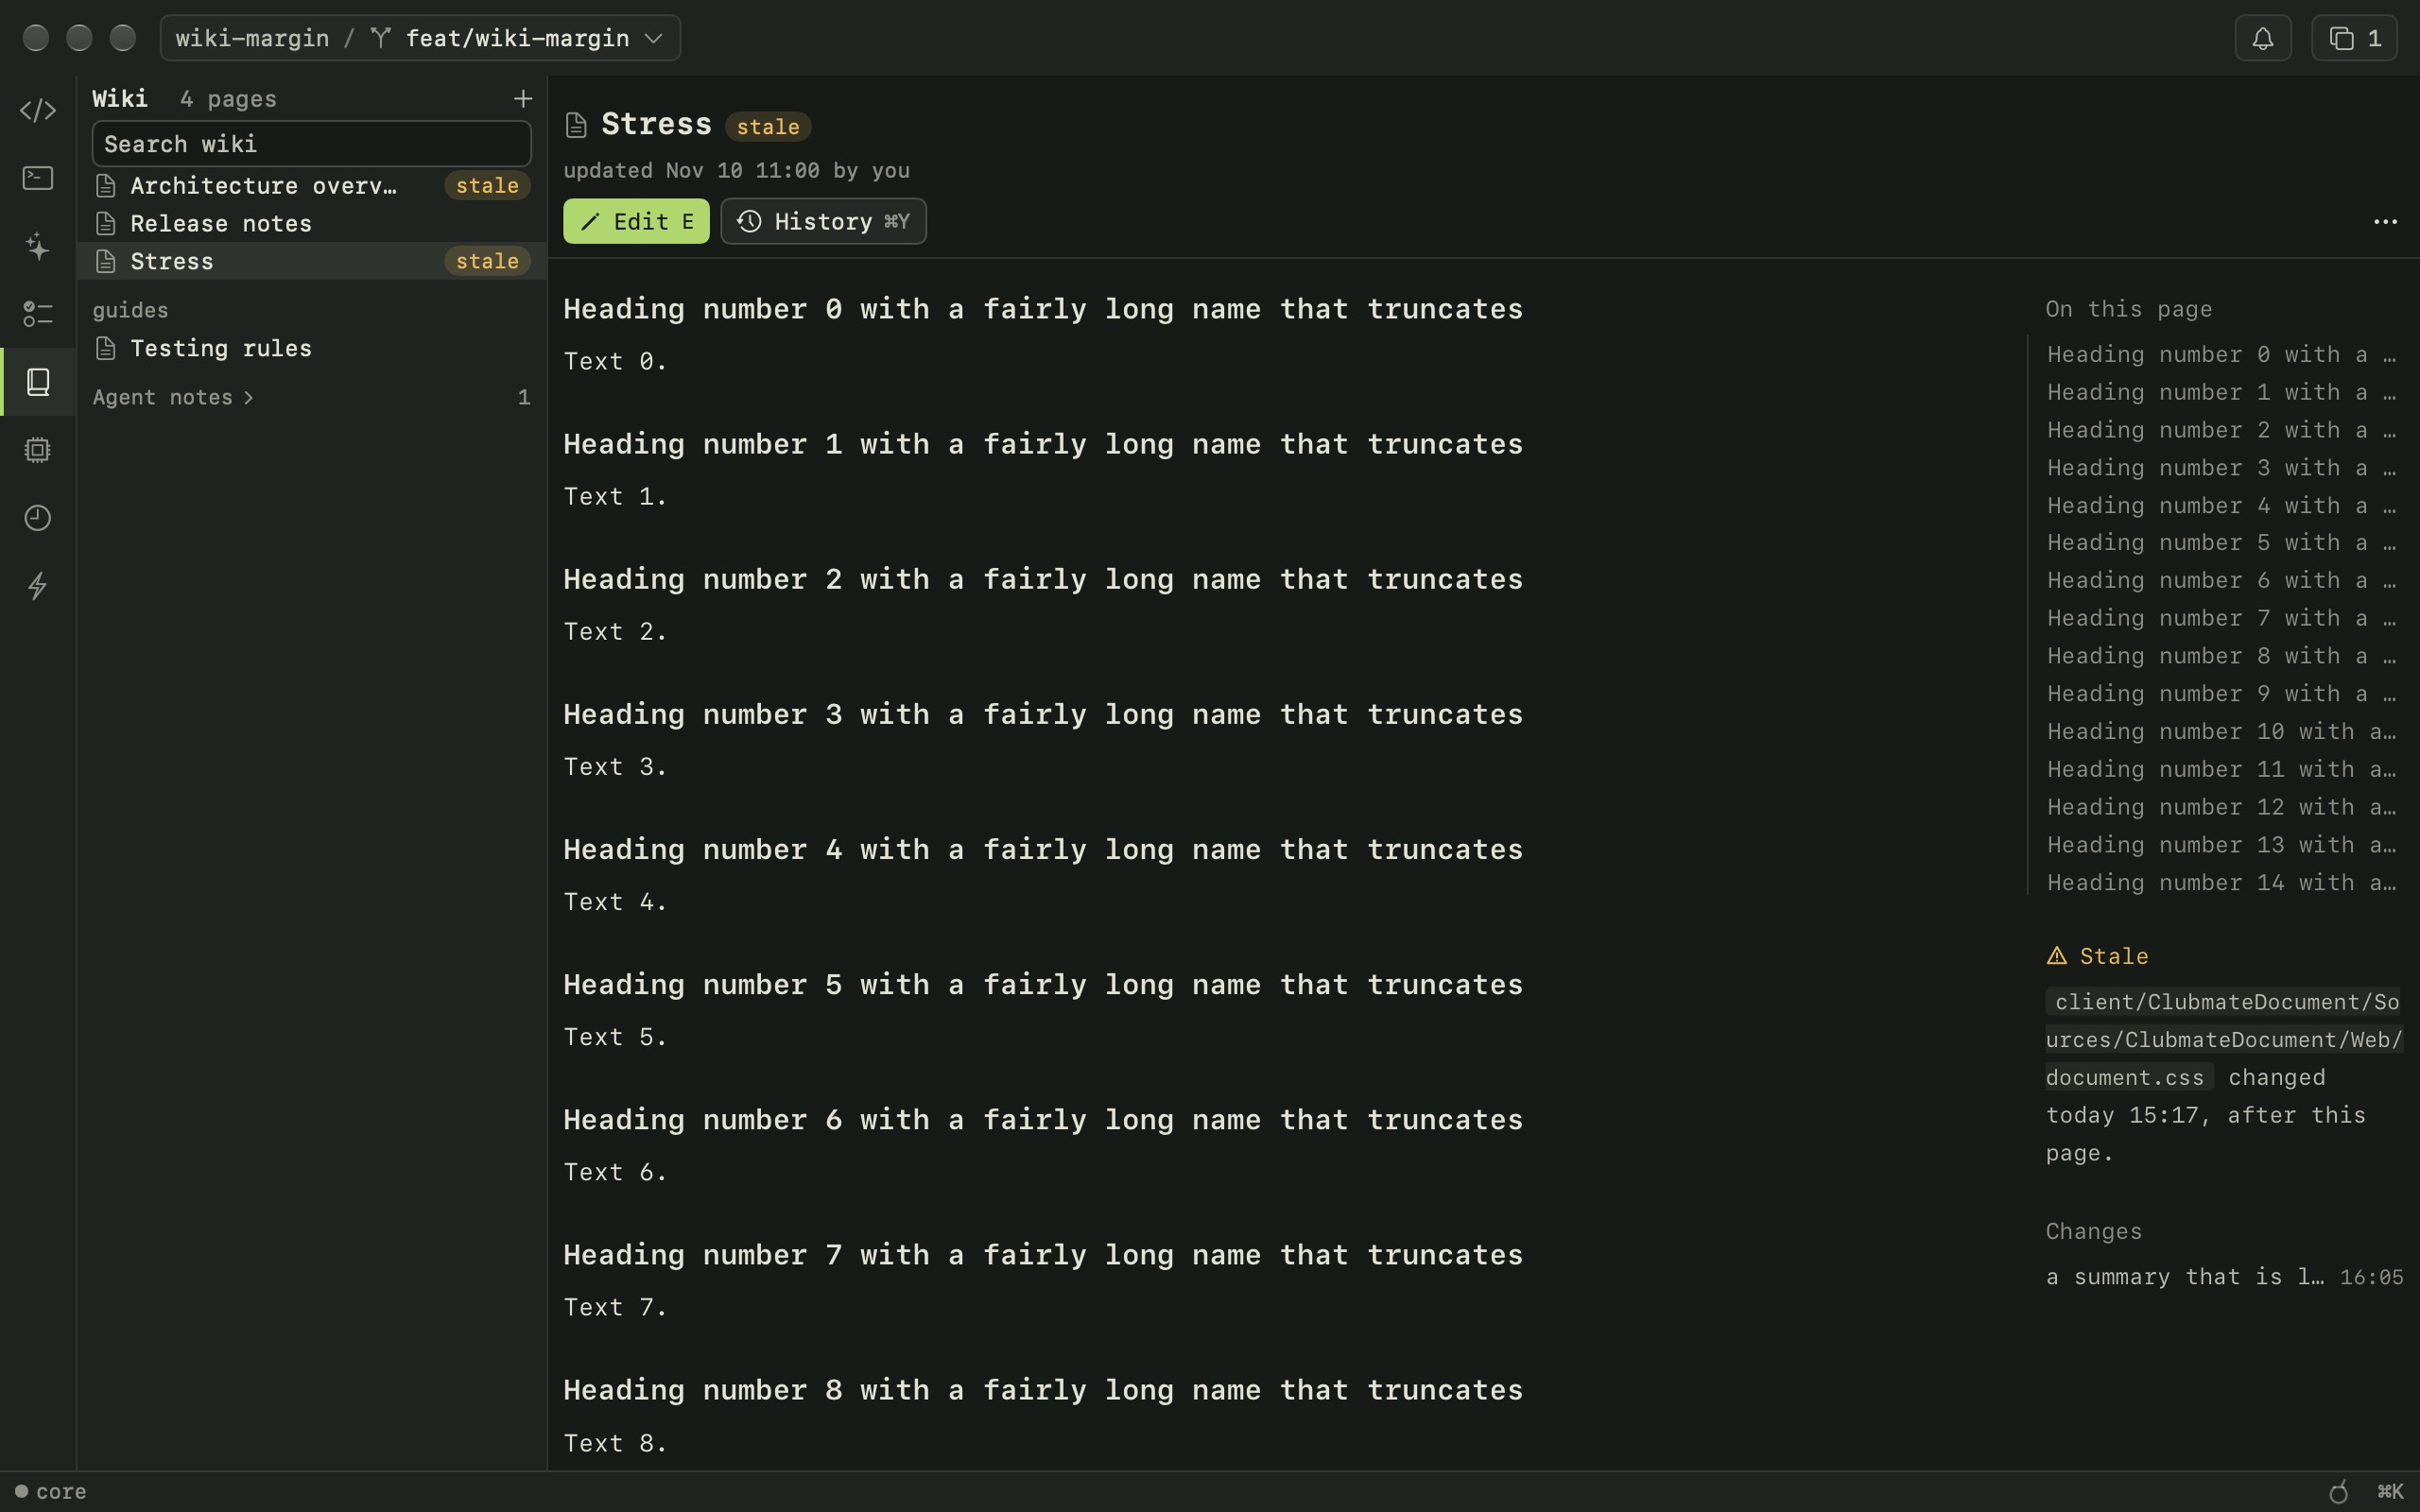 wiki-margin / feat/wiki-margin
1
Wiki 4 pages
Search wiki
Architecture overv… stale
Release notes
Stress stale
guides
Testing rules
Agent notes 1
Stress stale
updated Nov 10 11:00 by you
Edit E History ⌘Y
Heading number 0 with a fairly long name that truncates
Text 0.
Heading number 1 with a fairly long name that truncates
Text 1.
Heading number 2 with a fairly long name that truncates
Text 2.
Heading number 3 with a fairly long name that truncates
Text 3.
Heading number 4 with a fairly long name that truncates
Text 4.
Heading number 5 with a fairly long name that truncates
Text 5.
Heading number 6 with a fairly long name that truncates
Text 6.
Heading number 7 with a fairly long name that truncates
Text 7.
Heading number 8 with a fairly long name that truncates
Text 8.
On this page
Heading number 0 with a …
Heading number 1 with a …
Heading number 2 with a …
Heading number 3 with a …
Heading number 4 with a …
Heading number 5 with a …
Heading number 6 with a …
Heading number 7 with a …
Heading number 8 with a …
Heading number 9 with a …
Heading number 10 with a…
Heading number 11 with a…
Heading number 12 with a…
Heading number 13 with a…
Heading number 14 with a…
Stale
client/ClubmateDocument/So
urces/ClubmateDocument/Web/
document.css changed
today 15:17, after this
page.
Changes
a summary that is l… 16:05
core
⌘K